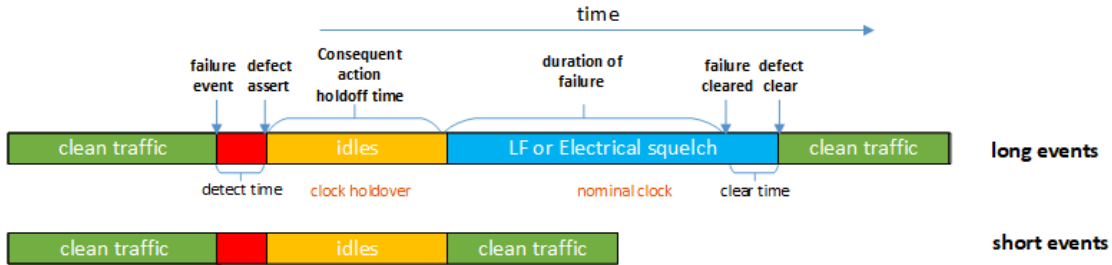 time
Consequent
action
holdoff time
failure
event
defect
assert
duration of
failure
failure
cleared
defect
clear
clean traffic
idles
LF or Electrical squelch
clean traffic
long events
detect time
clock holdover
nominal clock
clear time
clean traffic
idles
clean traffic
short events